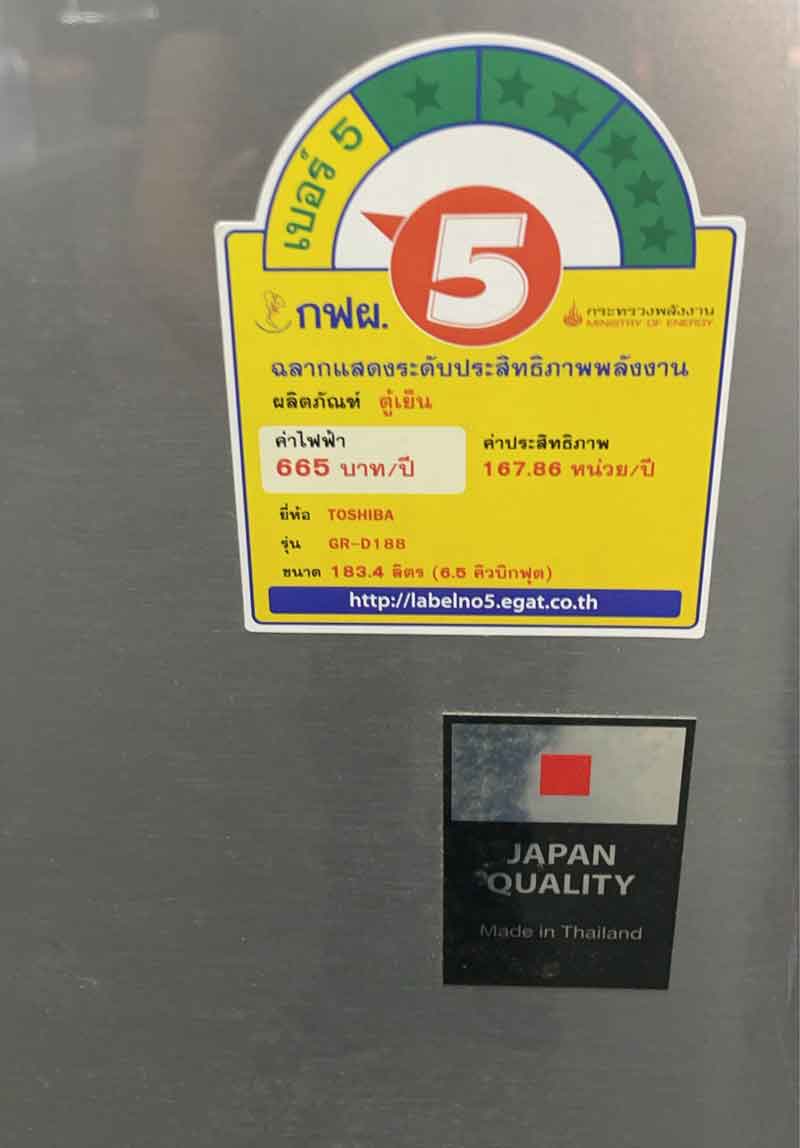 เบอร์ 5
5
กฟผ.
กระทรวงพลังงาน
MINISTRY OF ENERGY
ฉลากแสดงระดับประสิทธิภาพพลังงาน
ผลิตภัณฑ์ ตู้เย็น
ค่าไฟฟ้า
665 บาท/ปี
ค่าประสิทธิภาพ
167.86 หน่วย/ปี
ยี่ห้อ TOSHIBA
รุ่น GR-D188
ขนาด 183.4 ลิตร (6.5 คิวบิกฟุต)
http://labelno5.egat.co.th
JAPAN
QUALITY
Made in Thailand